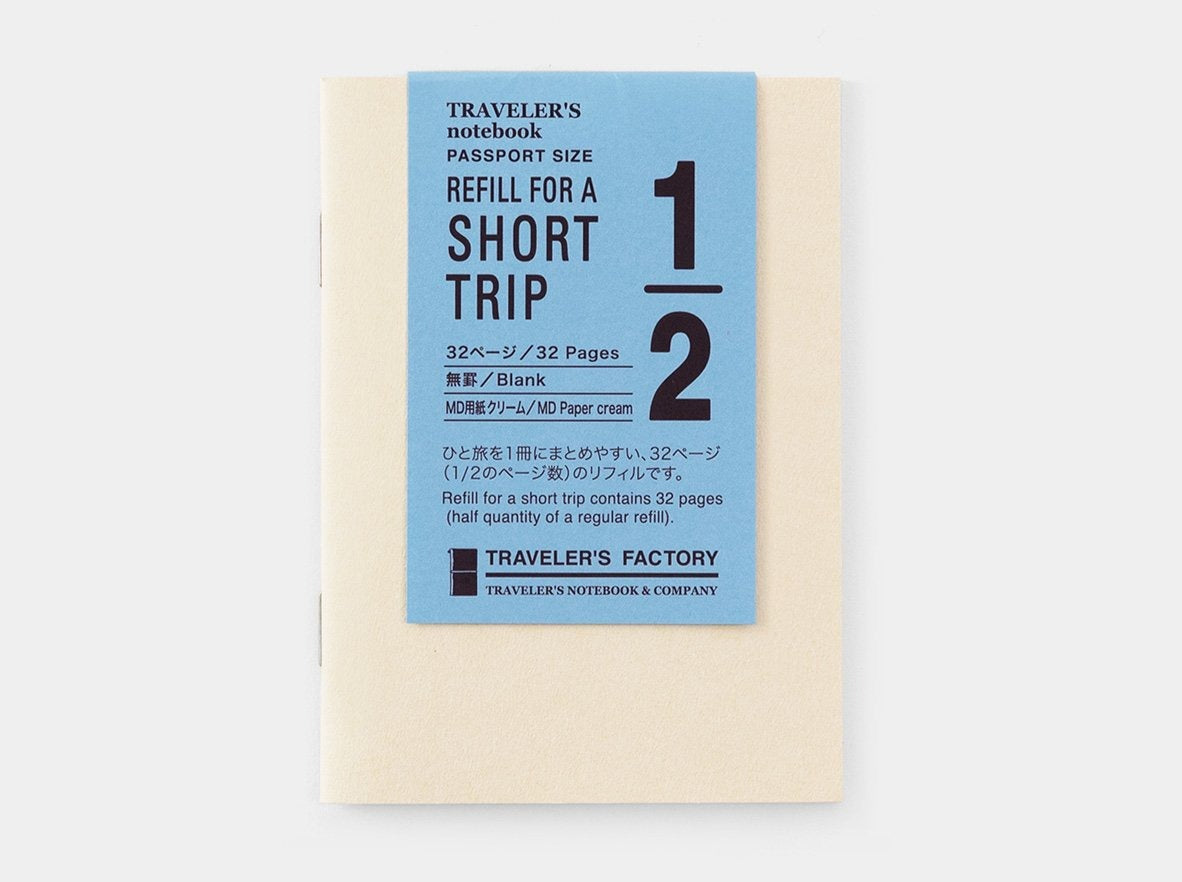 TRAVELER'S
notebook
PASSPORT SIZE
REFILL FOR A
SHORT
TRIP
1
2
32ページ／32 Pages
無罫／Blank
MD用紙クリーム／MD Paper cream
ひと旅を1冊にまとめやすい、32ページ
（1/2のページ数）のリフィルです。
Refill for a short trip contains 32 pages
(half quantity of a regular refill).
TRAVELER'S FACTORY
TRAVELER'S NOTEBOOK & COMPANY